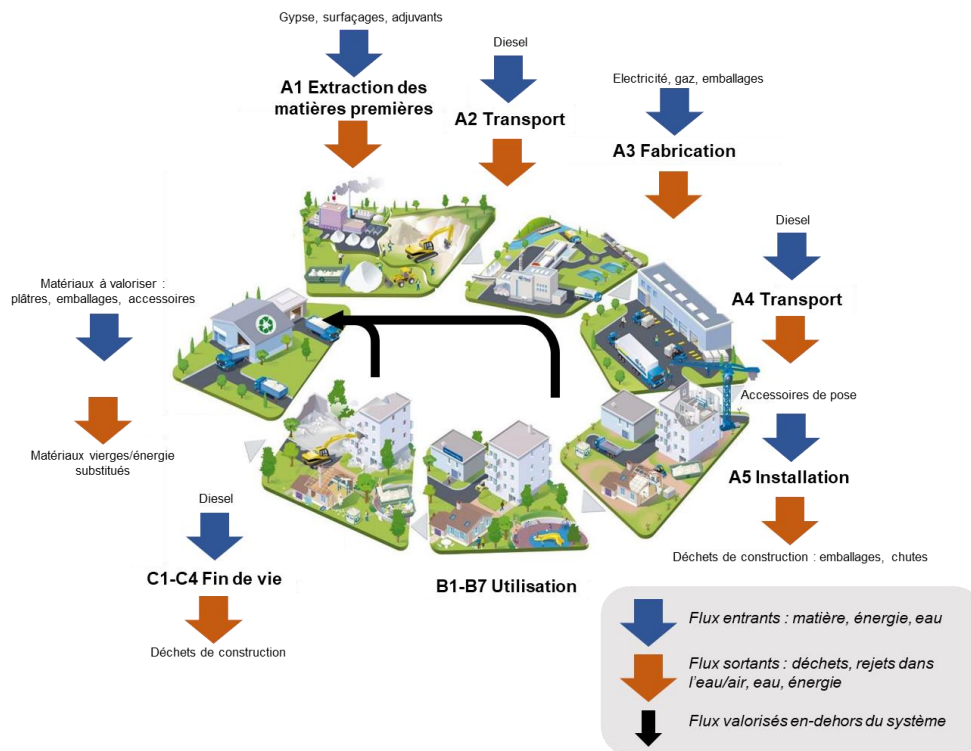 Gypse, surfaçages, adjuvants
A1 Extraction des
matières premières
Diesel
A2 Transport
Electricité, gaz, emballages
A3 Fabrication
Diesel
A4 Transport
Accessoires de pose
A5 Installation
Déchets de construction : emballages, chutes
B1-B7 Utilisation
Diesel
C1-C4 Fin de vie
Déchets de construction
Matériaux à valoriser :
plâtres, emballages, accessoires
Matériaux vierges/énergie
substitués
Flux entrants : matière, énergie, eau
Flux sortants : déchets, rejets dans
l'eau/air, eau, énergie
Flux valorisés en-dehors du système